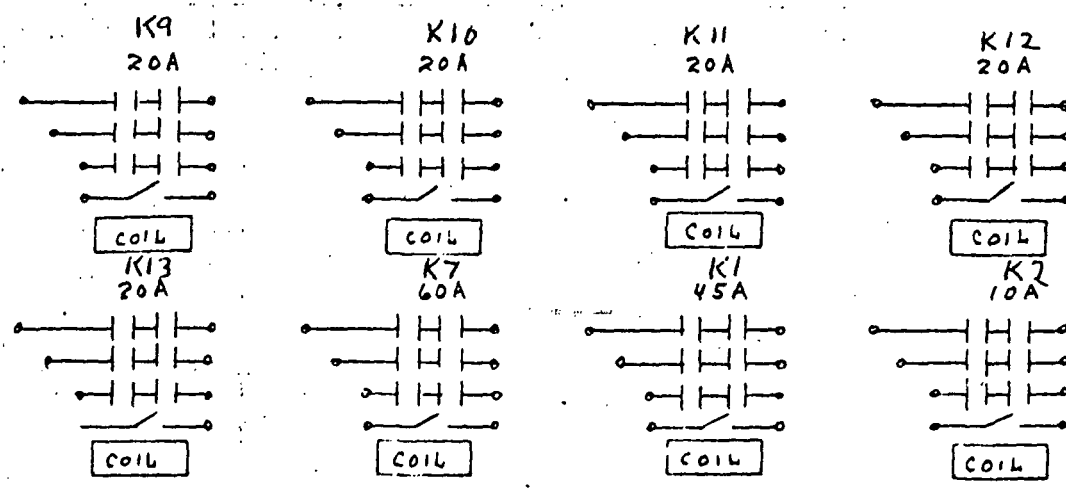 K9 K10 K11 K12
20A 20A 20A 20A
COIL COIL COIL COIL
K13 K7 K1 K2
20A 60A 45A 10A
COIL COIL COIL COIL